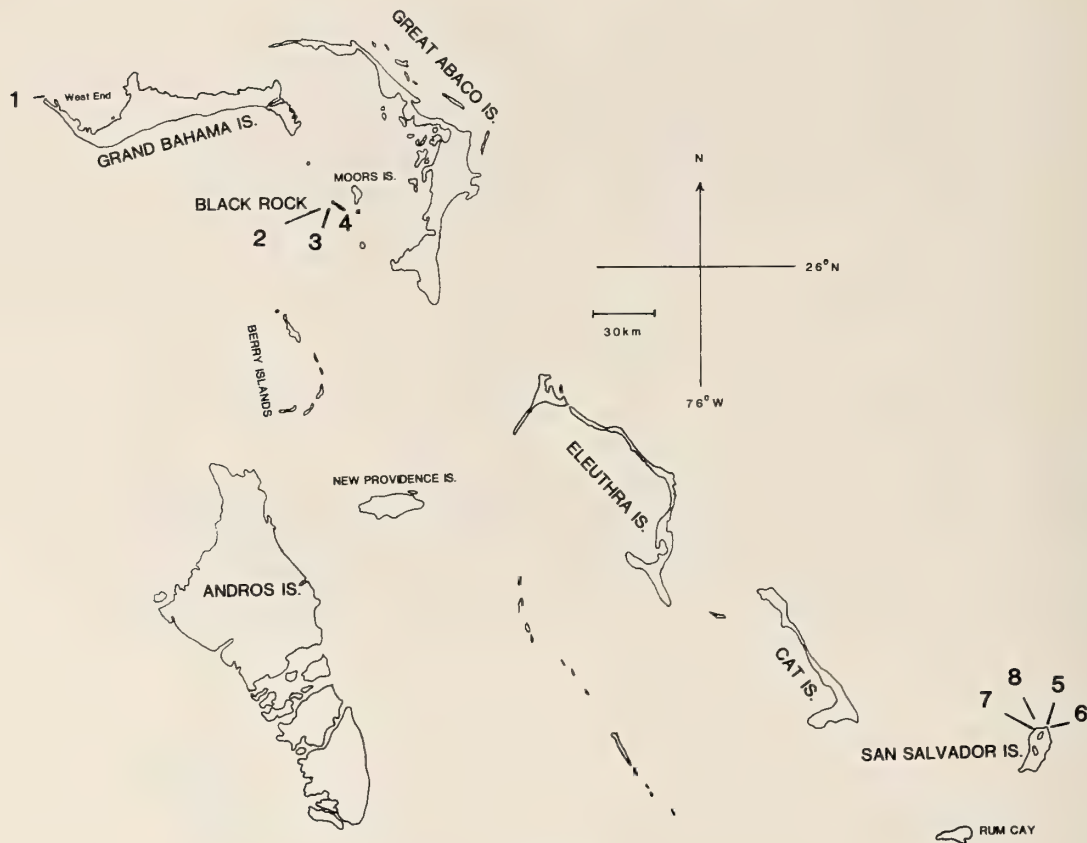 GREAT ABACO IS.
1
West End
GRAND BAHAMA IS.
MOORS IS.
BLACK ROCK
2
3
4
N
26°N
30km
76°W
BERRY ISLANDS
ELEUTHRA IS.
NEW PROVIDENCE IS.
ANDROS IS.
CAT IS.
7
8
5
6
SAN SALVADOR IS.
RUM CAY